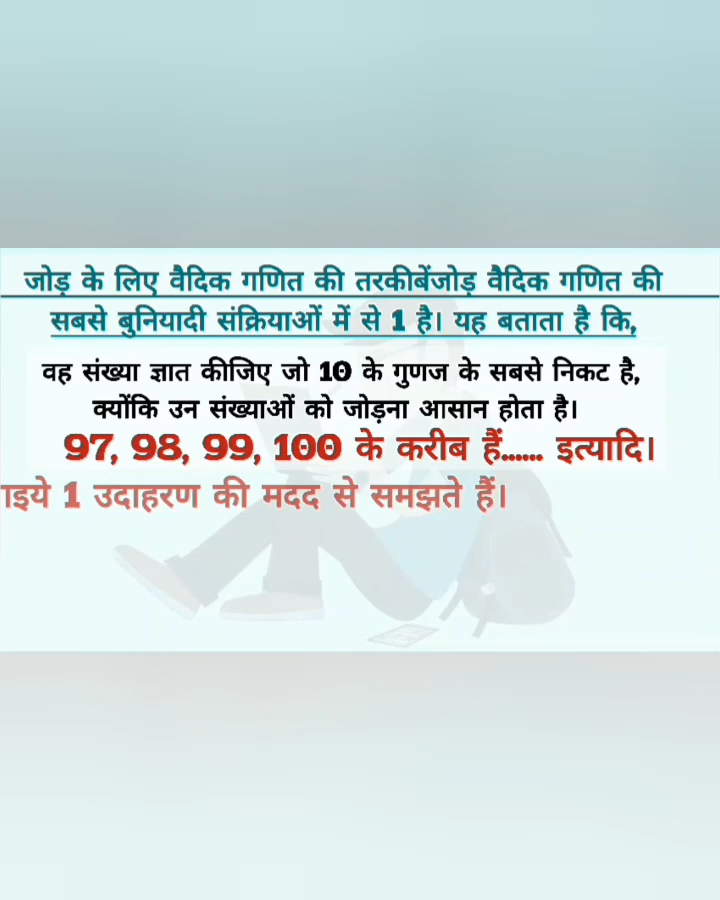 जोड़ के लिए वैदिक गणित की तरकीबेंजोड़ वैदिक गणित की
सबसे बुनियादी संक्रियाओं में से 1 है। यह बताता है कि,
वह संख्या ज्ञात कीजिए जो 10 के गुणज के सबसे निकट है,
क्योंकि उन संख्याओं को जोड़ना आसान होता है।
97, 98, 99, 100 के करीब हैं...... इत्यादि।
इये 1 उदाहरण की मदद से समझते हैं।